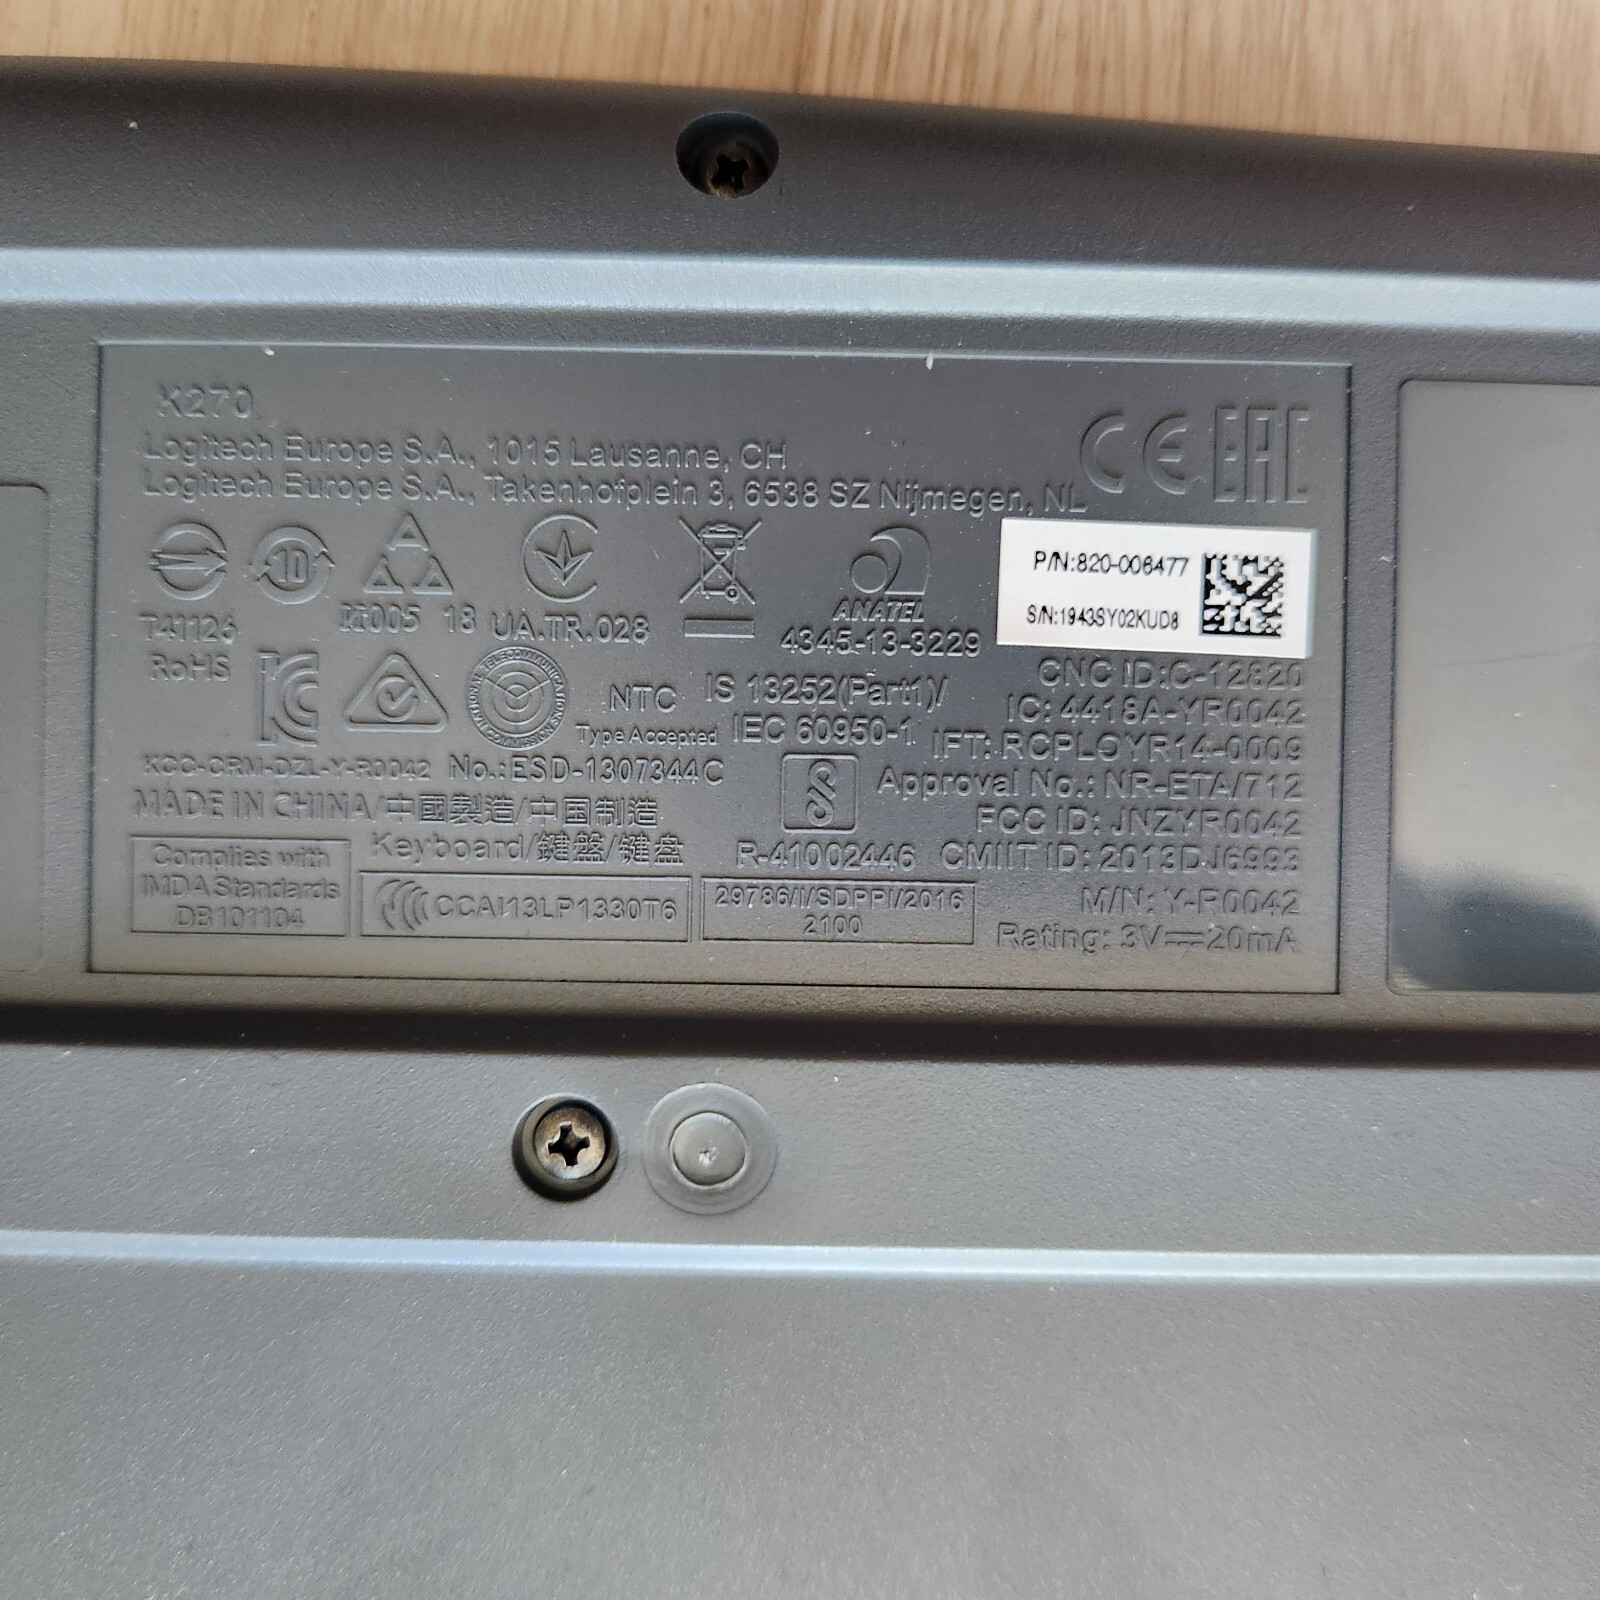 K270
Logitech Europe S.A., 1015 Lausanne, CH
Logitech Europe S.A., Takenhofplein 3, 6538 SZ Nijmegen, NL
CE EAC
10
P/N:820-006477
S/N:1943SY02KUD8
T41126
RoHS
H005 18
UA.TR.028
ANATEL
4345-13-3229
NTC
Type Accepted
No.:ESD-1307344C
IS 13252(Part1)/
IEC 60950-1
CNC ID:C-12820
IC: 4418A-YR0042
IFT: RCPLOYR14-0009
Approval No.: NR-ETA/712
FCC ID: JNZYR0042
KCC-CRM-DZL-Y-R0042
MADE IN CHINA/中國製造/中国制造
Keyboard/鍵盤/键盘
R-41002446
CMIIT ID: 2013DJ6993
Complies with
IMDA Standards
DB101104
CCAI13LP1330T6
29786/I/SDPPI/2016
2100
M/N: Y-R0042
Rating: 3V⎓20mA